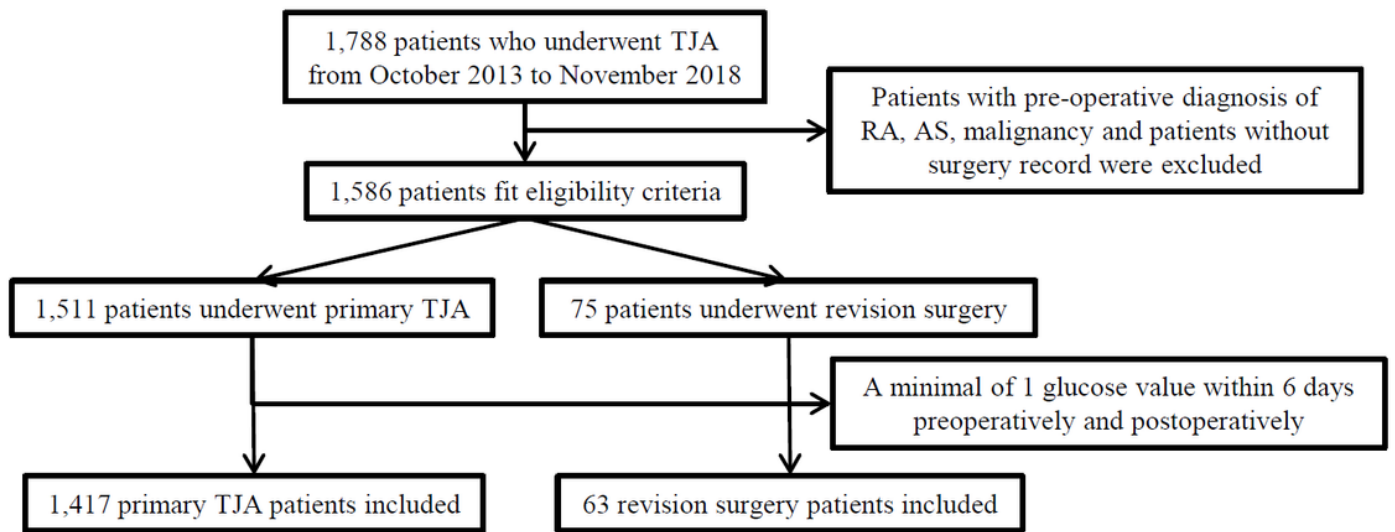 1,788 patients who underwent TJA
from October 2013 to November 2018
Patients with pre-operative diagnosis of
RA, AS, malignancy and patients without
surgery record were excluded
1,586 patients fit eligibility criteria
1,511 patients underwent primary TJA
75 patients underwent revision surgery
A minimal of 1 glucose value within 6 days
preoperatively and postoperatively
1,417 primary TJA patients included
63 revision surgery patients included